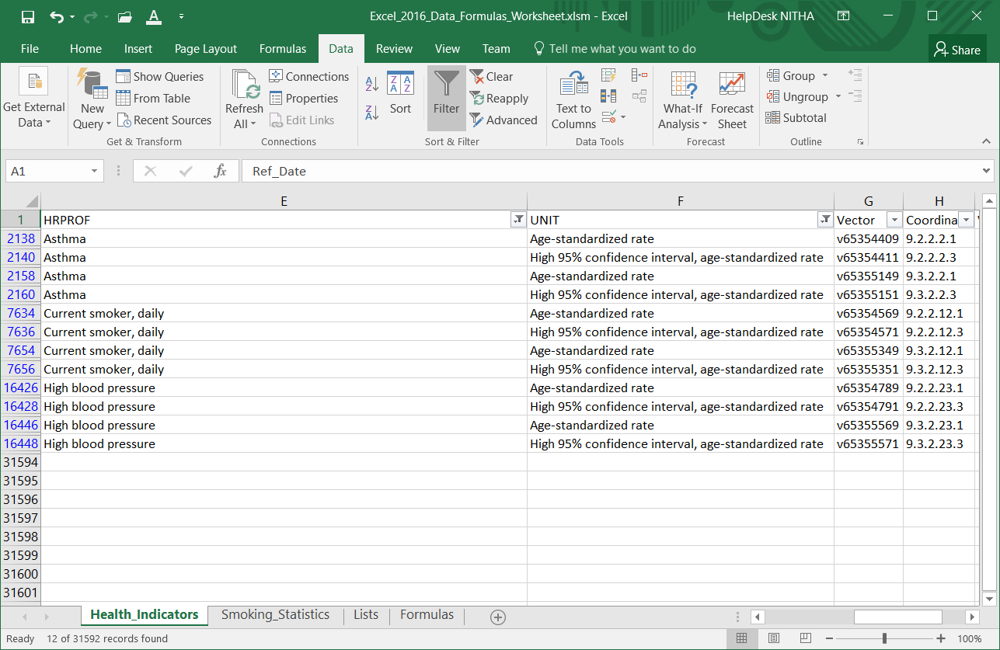 Excel_2016_Data_Formulas_Worksheet.xlsm - Excel
HelpDesk NITHA
File Home Insert Page Layout Formulas Data Review View Team Tell me what you want to do Share
Get External Data
New Query
Show Queries
From Table
Recent Sources
Get & Transform
Refresh All
Connections
Properties
Edit Links
Connections
Sort
Filter
Clear
Reapply
Advanced
Sort & Filter
Text to Columns
Data Tools
What-If Analysis
Forecast Sheet
Forecast
Group
Ungroup
Subtotal
Outline
A1 fx Ref_Date
E F G H
1 HRPROF UNIT Vector Coordina
2138 Asthma Age-standardized rate v65354409 9.2.2.2.1
2140 Asthma High 95% confidence interval, age-standardized rate v65354411 9.2.2.2.3
2158 Asthma Age-standardized rate v65355149 9.3.2.2.1
2160 Asthma High 95% confidence interval, age-standardized rate v65355151 9.3.2.2.3
7634 Current smoker, daily Age-standardized rate v65354569 9.2.2.12.1
7636 Current smoker, daily High 95% confidence interval, age-standardized rate v65354571 9.2.2.12.3
7654 Current smoker, daily Age-standardized rate v65355349 9.3.2.12.1
7656 Current smoker, daily High 95% confidence interval, age-standardized rate v65355351 9.3.2.12.3
16426 High blood pressure Age-standardized rate v65354789 9.2.2.23.1
16428 High blood pressure High 95% confidence interval, age-standardized rate v65354791 9.2.2.23.3
16446 High blood pressure Age-standardized rate v65355569 9.3.2.23.1
16448 High blood pressure High 95% confidence interval, age-standardized rate v65355571 9.3.2.23.3
31594
31595
31596
31597
31598
31599
31600
31601
Health_Indicators Smoking_Statistics Lists Formulas
Ready 12 of 31592 records found 100%